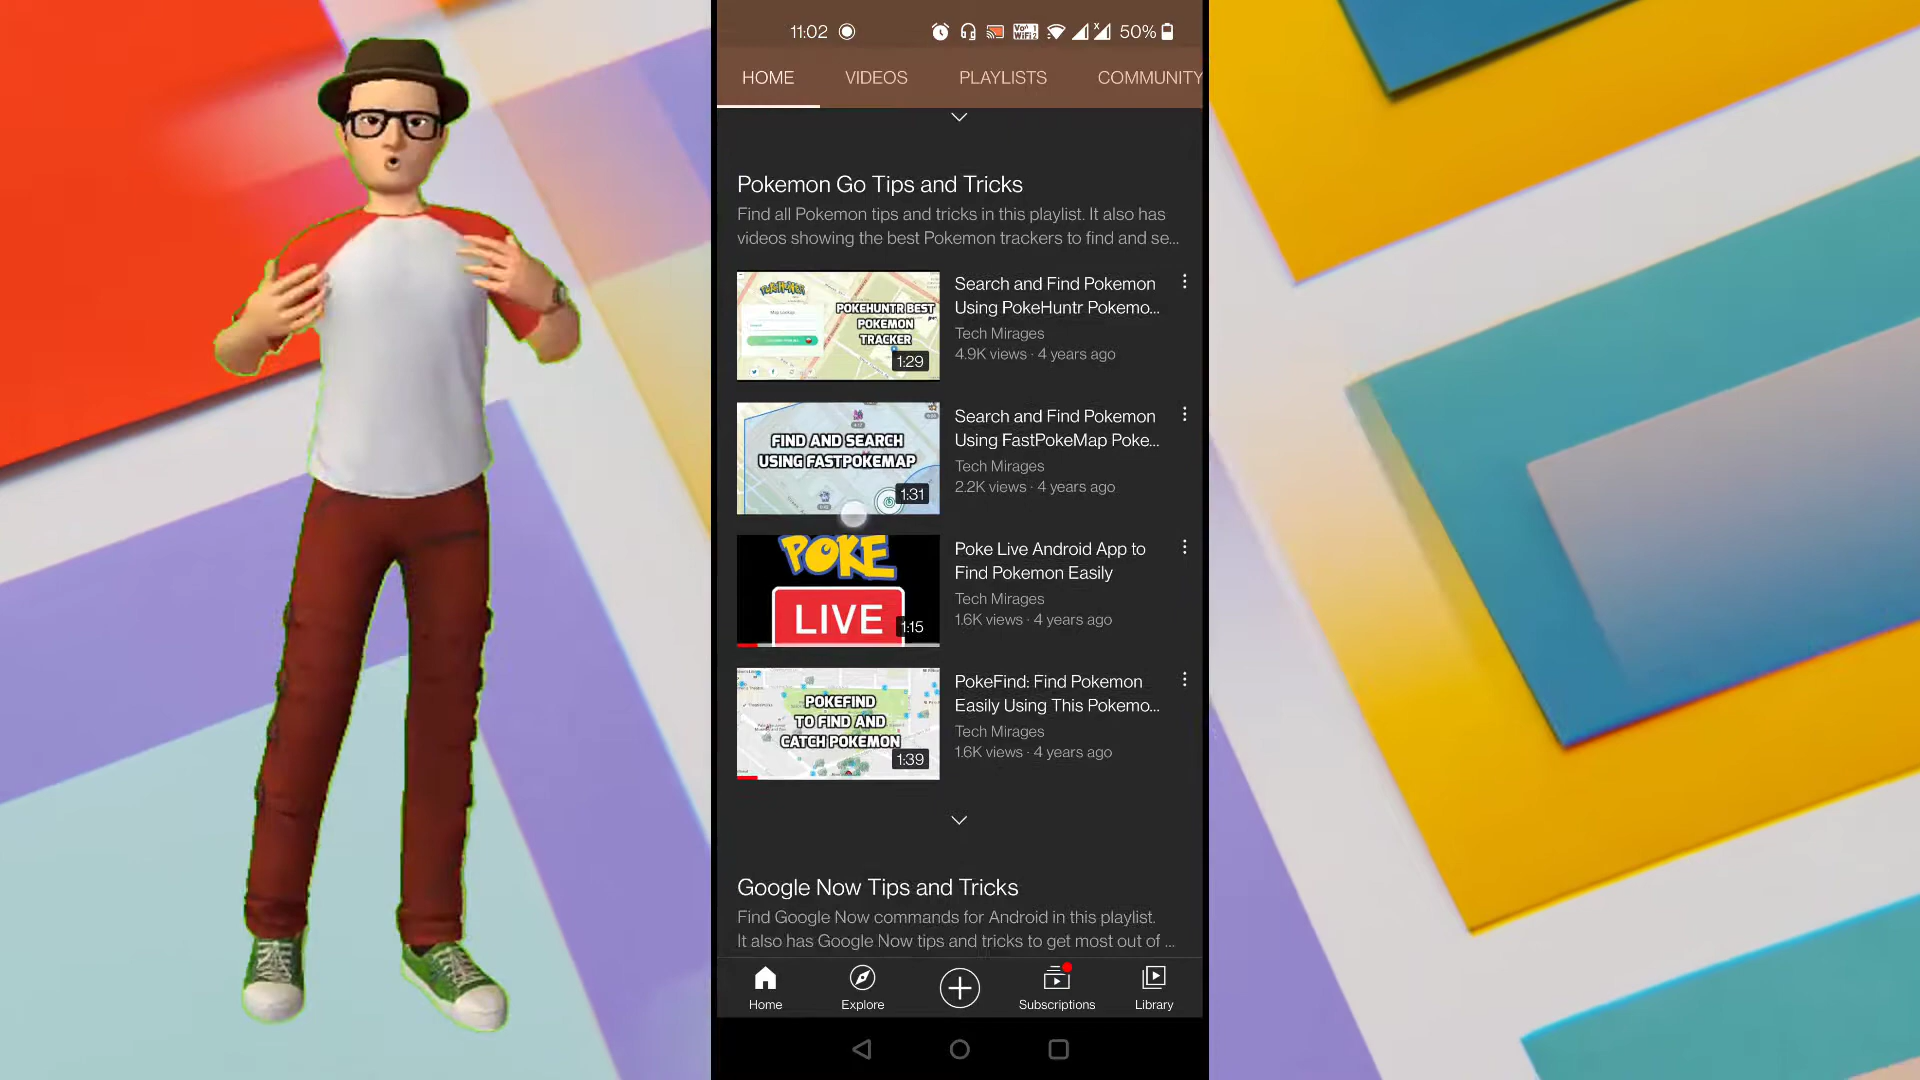 11:02 50%
HOME VIDEOS PLAYLISTS COMMUNITY
Pokemon Go Tips and Tricks
Find all Pokemon tips and tricks in this playlist. It also has
videos showing the best Pokemon trackers to find and se...
POKEHUNTR BEST
POKEMON
TRACKER
1:29
Search and Find Pokemon
Using PokeHuntr Pokemo...
Tech Mirages
4.9K views · 4 years ago
FIND AND SEARCH
USING FASTPOKEMAP
1:31
Search and Find Pokemon
Using FastPokeMap Poke...
Tech Mirages
2.2K views · 4 years ago
POKE
LIVE
1:15
Poke Live Android App to
Find Pokemon Easily
Tech Mirages
1.6K views · 4 years ago
POKEFIND
TO FIND AND
CATCH POKEMON
1:39
PokeFind: Find Pokemon
Easily Using This Pokemo...
Tech Mirages
1.6K views · 4 years ago
Google Now Tips and Tricks
Find Google Now commands for Android in this playlist.
It also has Google Now tips and tricks to get most out of ...
Home Explore Subscriptions Library